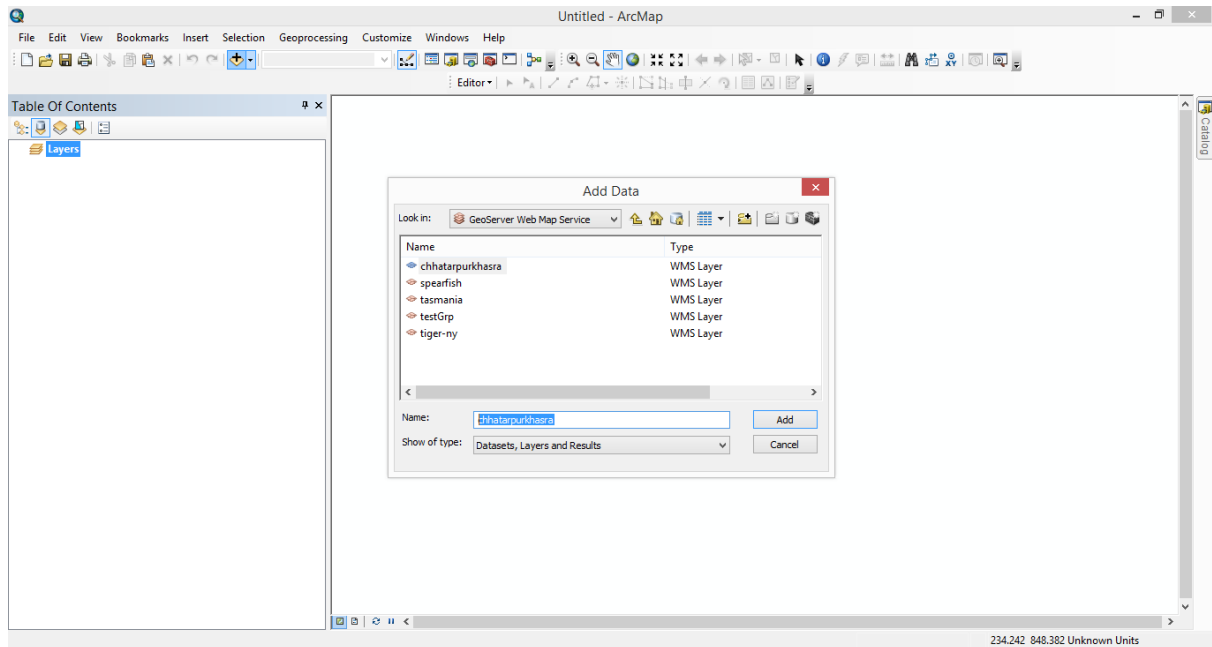 Untitled - ArcMap
File Edit View Bookmarks Insert Selection Geoprocessing Customize Windows Help
Editor
Table Of Contents
Layers
Catalog
Add Data
Look in: GeoServer Web Map Service
Name Type
chhatarpurkhasra WMS Layer
spearfish WMS Layer
tasmania WMS Layer
testGrp WMS Layer
tiger-ny WMS Layer
Name: chhatarpurkhasra Add
Show of type: Datasets, Layers and Results Cancel
234.242 848.382 Unknown Units